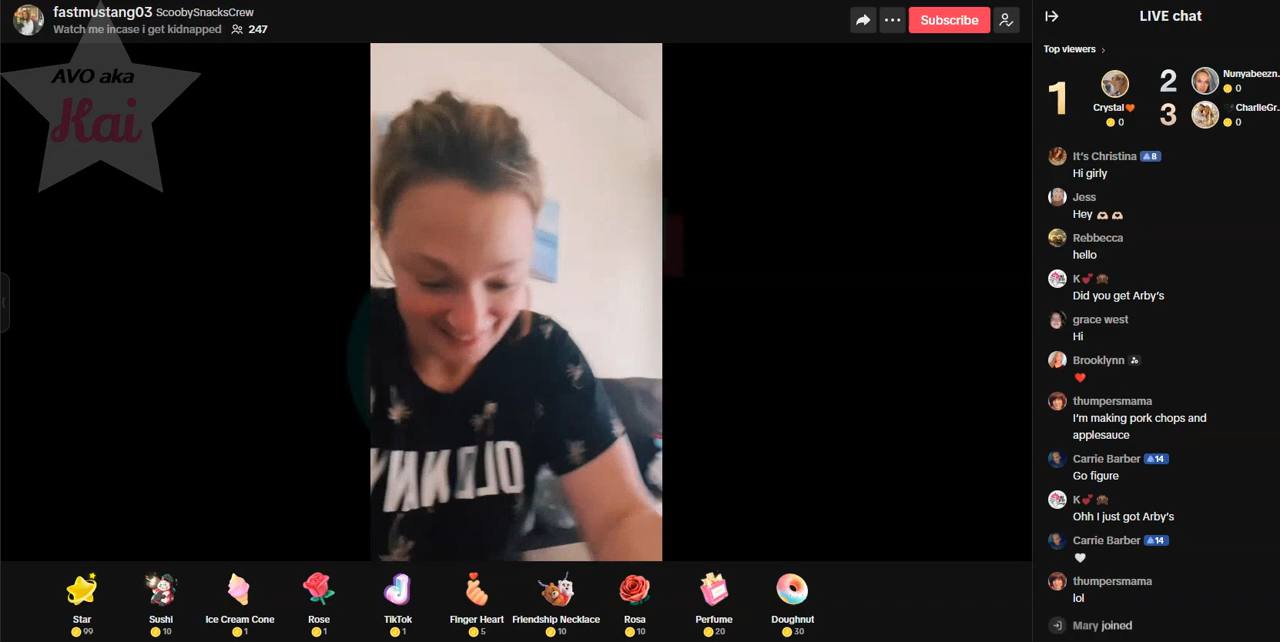 fastmustang03 ScoobySnacksCrew
Watch me incase i get kidnapped 247
Subscribe
AVO aka
Kai
LIVE chat
Top viewers
1
Crystal
0
2
Nunyabeezn...
0
3
CharlieGr...
0
It's Christina 8
Hi girly
Jess
Hey
Rebbecca
hello
K
Did you get Arby's
grace west
Hi
Brooklynn
thumpersmama
I'm making pork chops and
applesauce
Carrie Barber 14
Go figure
K
Ohh I just got Arby's
Carrie Barber 14
thumpersmama
lol
Mary joined
Star
99
Sushi
10
Ice Cream Cone
1
Rose
1
TikTok
1
Finger Heart
5
Friendship Necklace
10
Rosa
10
Perfume
20
Doughnut
30